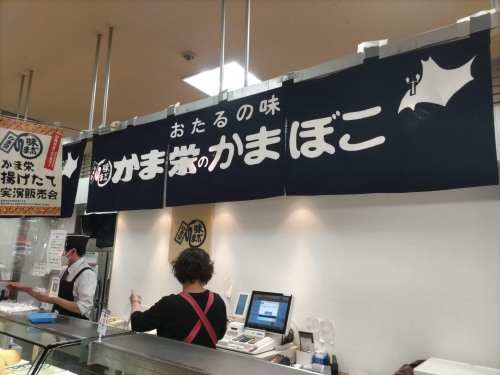 かま栄
揚げたて
実演販売会
おたるの味
かま栄のかまぼこ